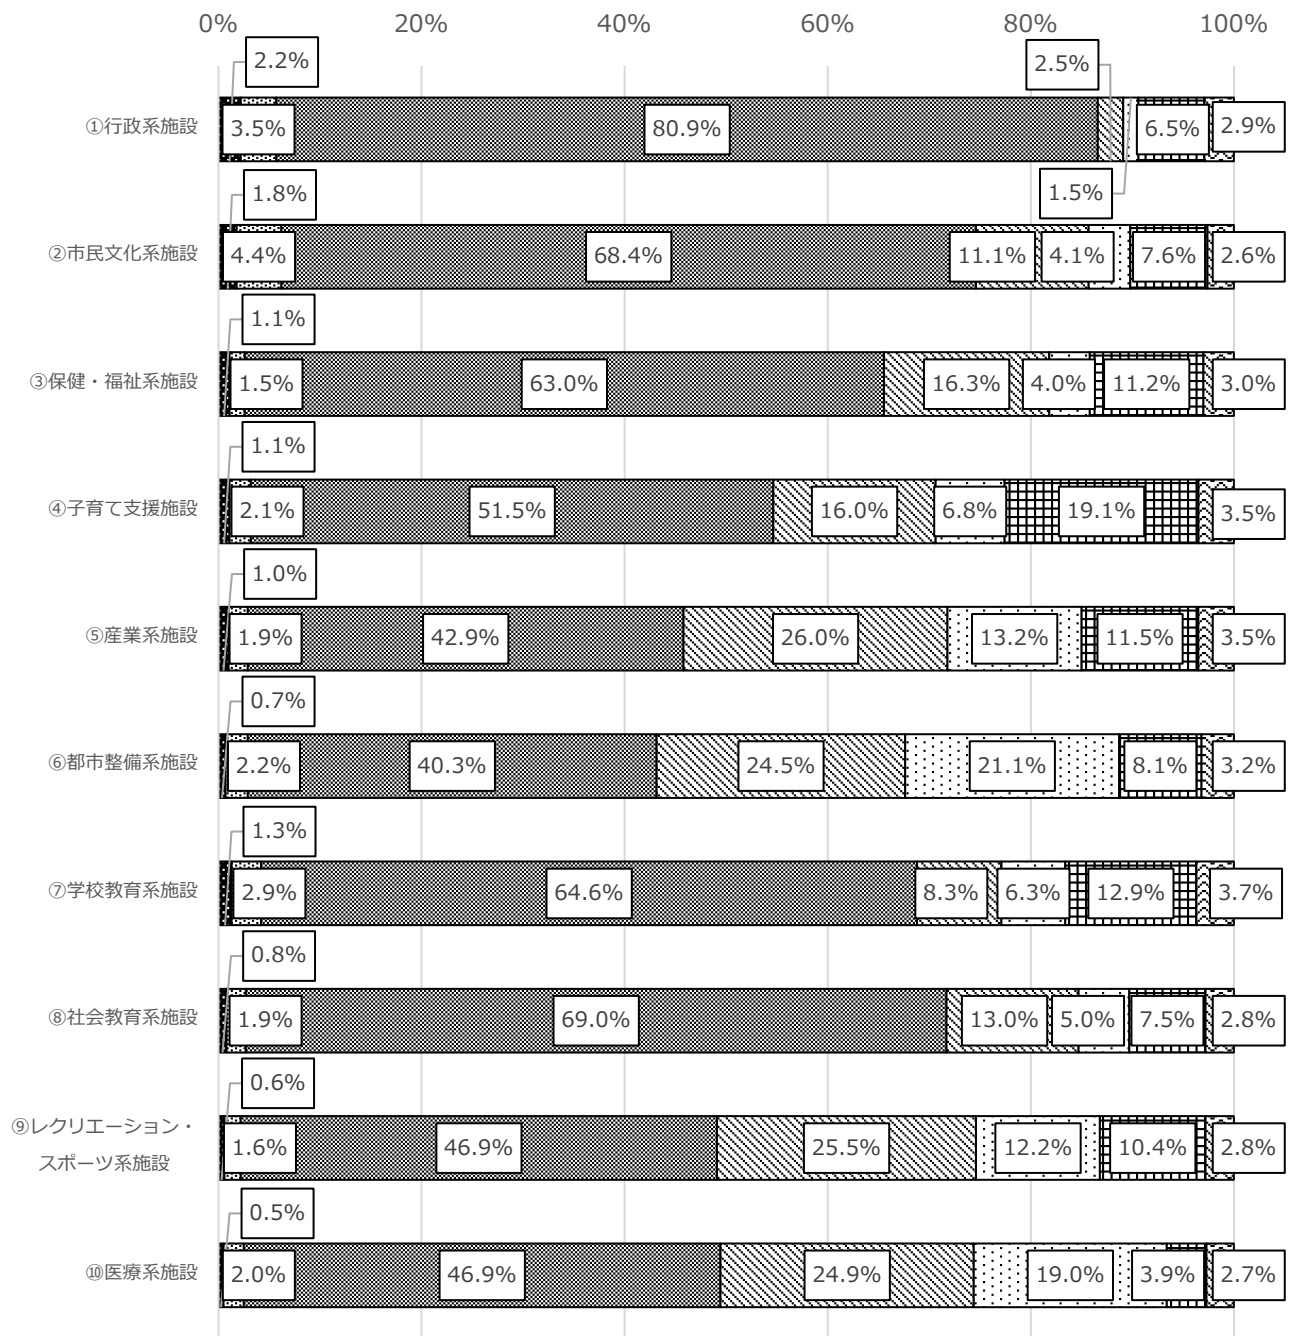 0% 20% 40% 60% 80% 100%
2.2% 2.5%
①行政系施設 3.5% 80.9% 6.5% 2.9%
1.8% 1.5%
②市民文化系施設 4.4% 68.4% 11.1% 4.1% 7.6% 2.6%
1.1%
③保健・福祉系施設 1.5% 63.0% 16.3% 4.0% 11.2% 3.0%
1.1%
④子育て支援施設 2.1% 51.5% 16.0% 6.8% 19.1% 3.5%
1.0%
⑤産業系施設 1.9% 42.9% 26.0% 13.2% 11.5% 3.5%
0.7%
⑥都市整備系施設 2.2% 40.3% 24.5% 21.1% 8.1% 3.2%
1.3%
⑦学校教育系施設 2.9% 64.6% 8.3% 6.3% 12.9% 3.7%
0.8%
⑧社会教育系施設 1.9% 69.0% 13.0% 5.0% 7.5% 2.8%
0.6%
⑨レクリエーション・
スポーツ系施設 1.6% 46.9% 25.5% 12.2% 10.4% 2.8%
0.5%
⑩医療系施設 2.0% 46.9% 24.9% 19.0% 3.9% 2.7%